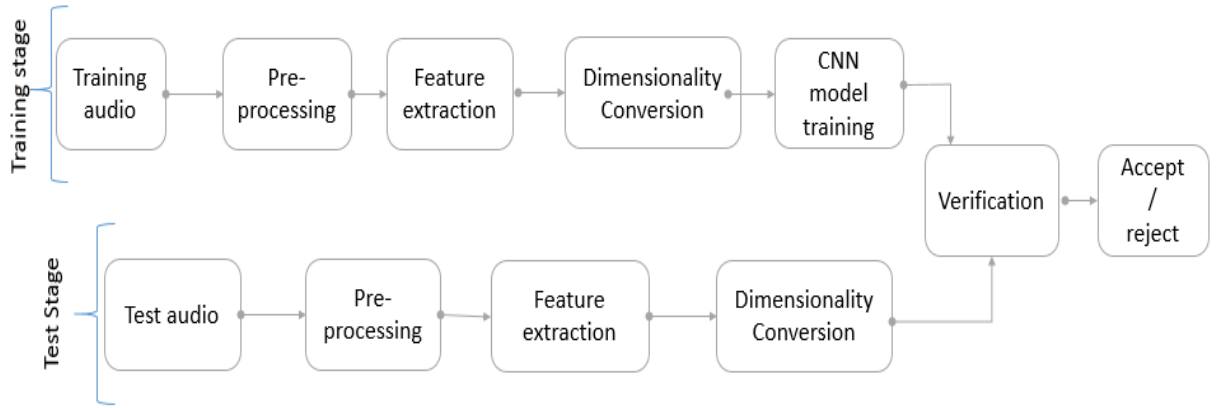 Training stage
Training
audio
Pre-
processing
Feature
extraction
Dimensionality
Conversion
CNN
model
training
Verification
Accept
/
reject
Test Stage
Test audio
Pre-
processing
Feature
extraction
Dimensionality
Conversion